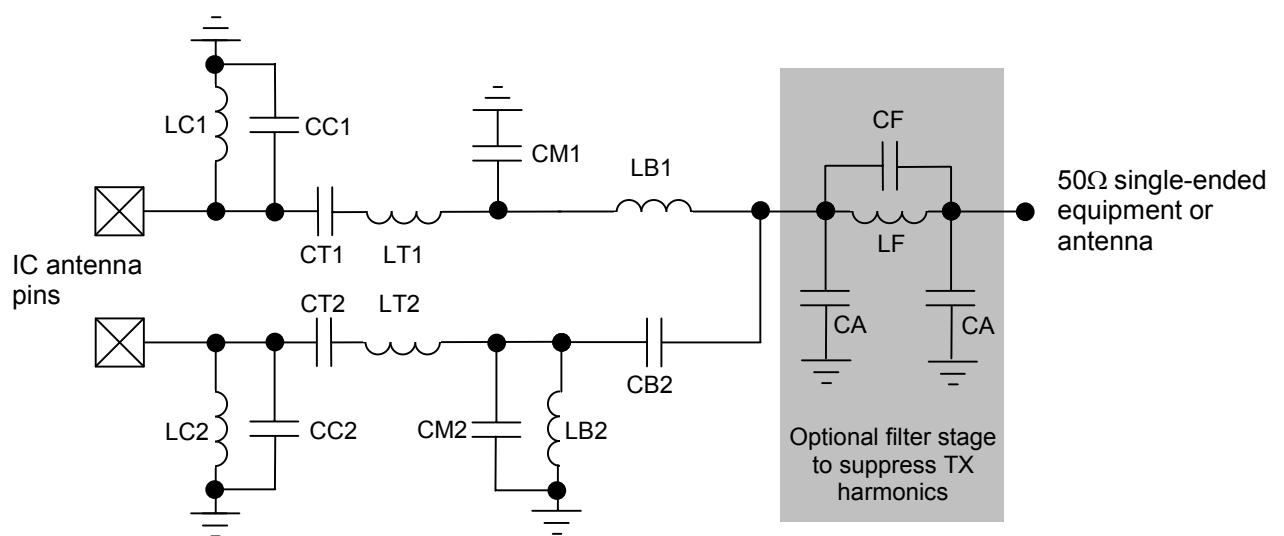 LC1
CC1
CM1
LB1
CF
LF
CA
CA
50Ω single-ended
equipment or
antenna
IC antenna
pins
CT1
LT1
CT2
LT2
LC2
CC2
CM2
LB2
CB2
Optional filter stage
to suppress TX
harmonics